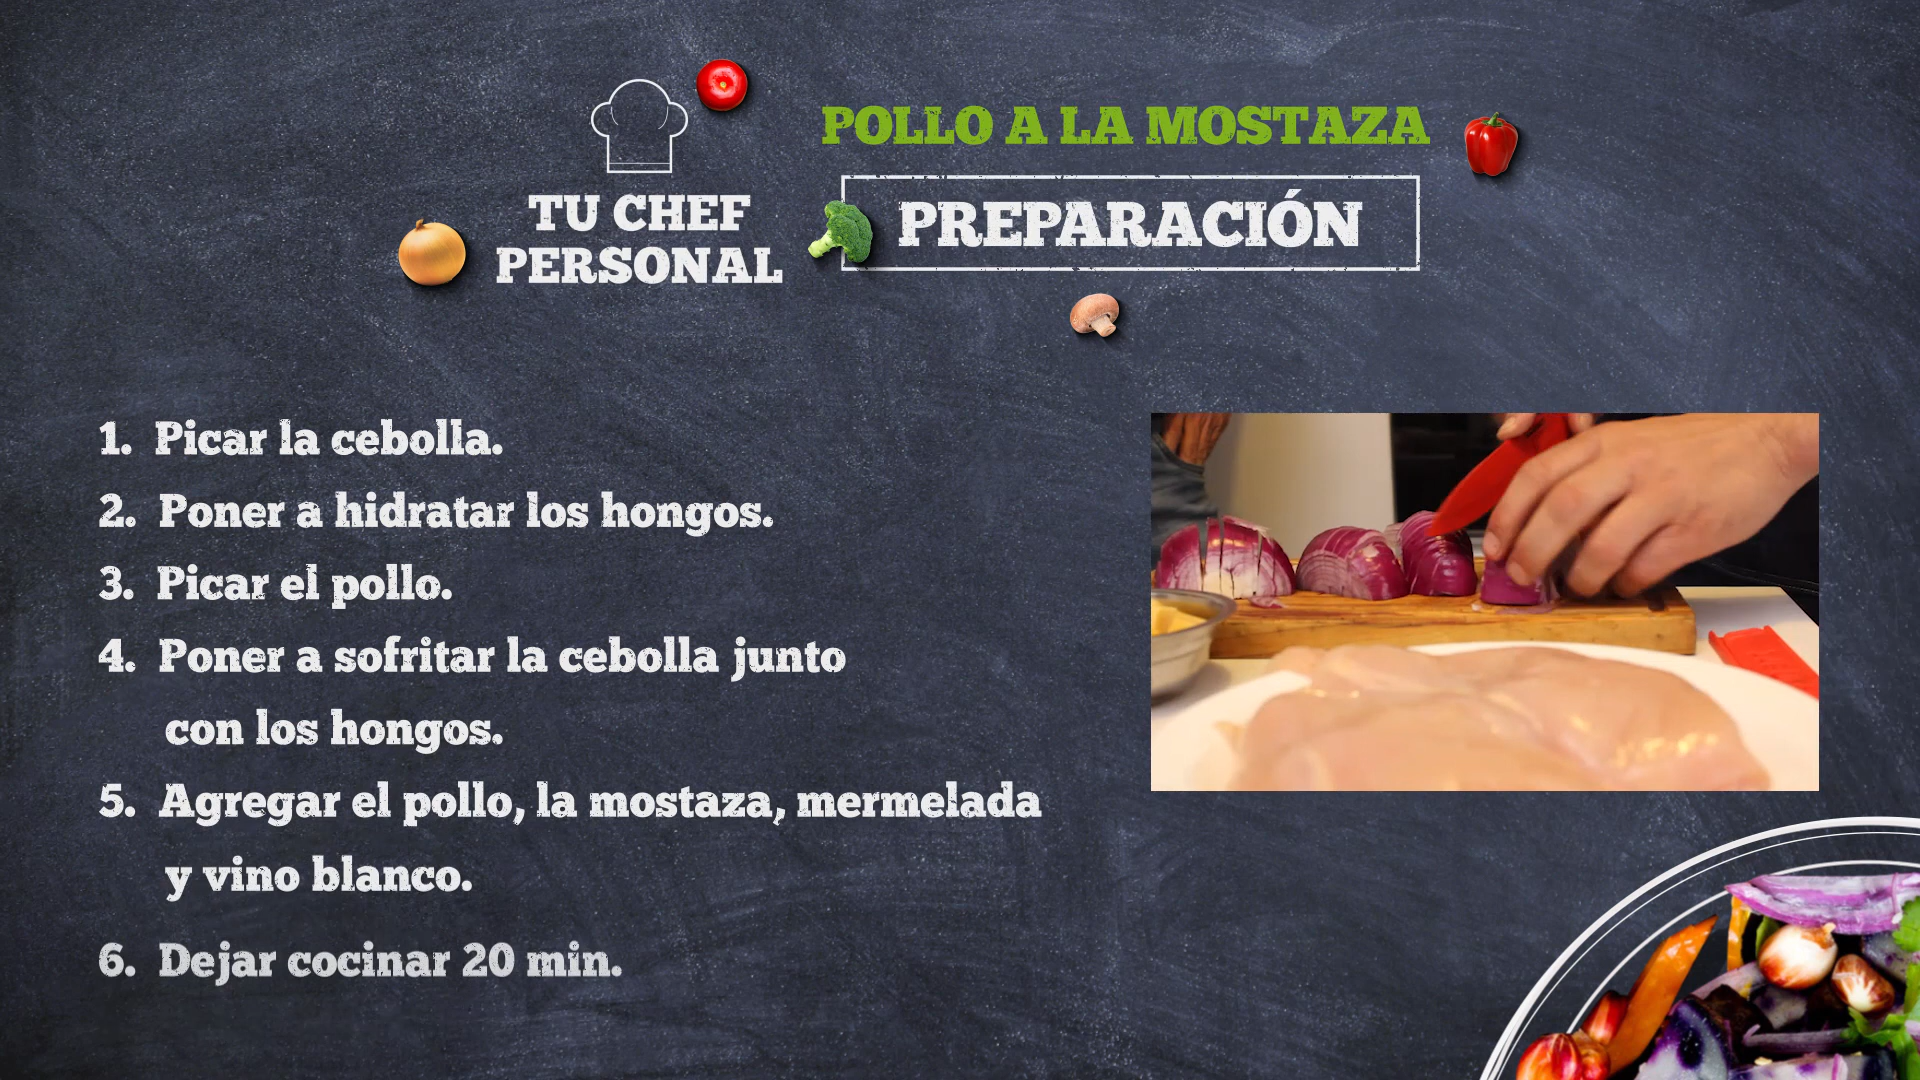 TU CHEF
PERSONAL
POLLO A LA MOSTAZA
PREPARACIÓN
1. Picar la cebolla.
2. Poner a hidratar los hongos.
3. Picar el pollo.
4. Poner a sofritar la cebolla junto
con los hongos.
5. Agregar el pollo, la mostaza, mermelada
y vino blanco.
6. Dejar cocinar 20 min.